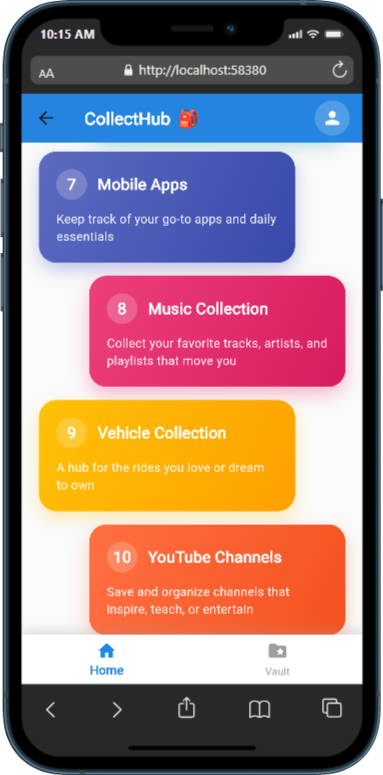 10:15 AM
AA
http://localhost:58380
CollectHub 🎒
7 Mobile Apps
Keep track of your go-to apps and daily
essentials
8 Music Collection
Collect your favorite tracks, artists, and
playlists that move you
9 Vehicle Collection
A hub for the rides you love or dream
to own
10 YouTube Channels
Save and organize channels that
inspire, teach, or entertain
Home
Vault